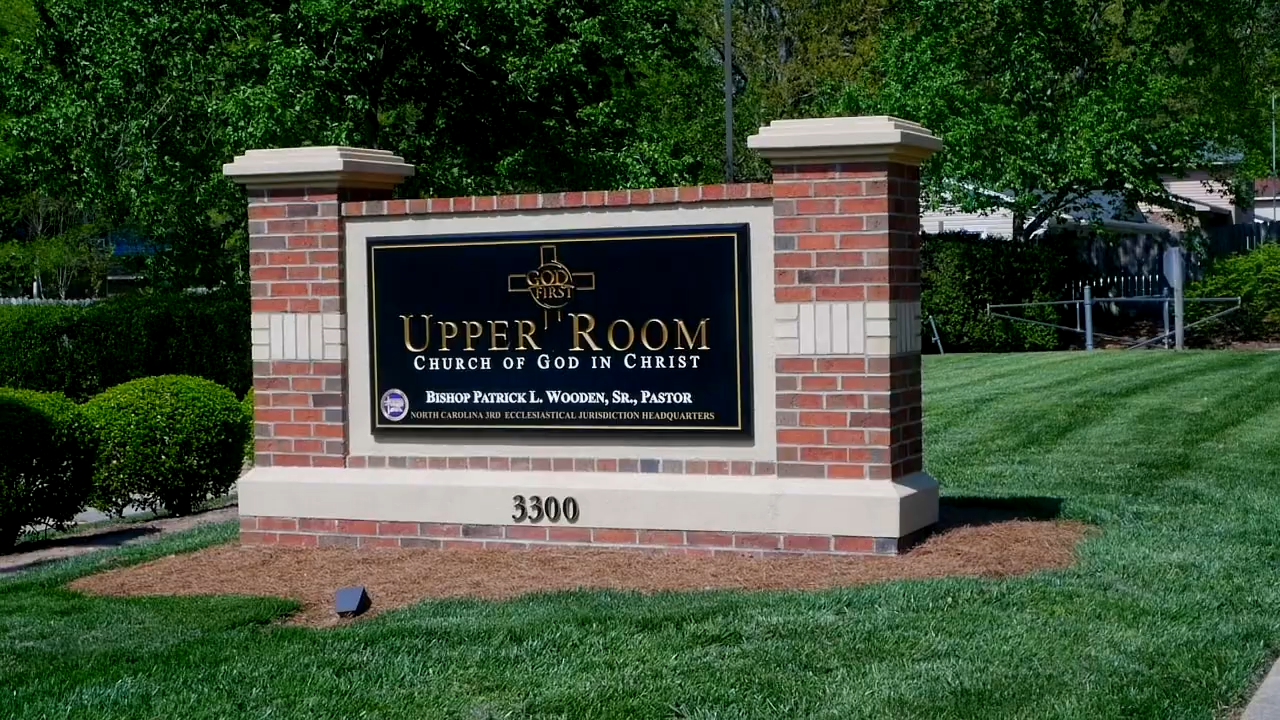 GOD
FIRST
UPPER ROOM
CHURCH OF GOD IN CHRIST
BISHOP PATRICK L. WOODEN, SR., PASTOR
NORTH CAROLINA 3RD ECCLESIASTICAL JURISDICTION HEADQUARTERS
3300